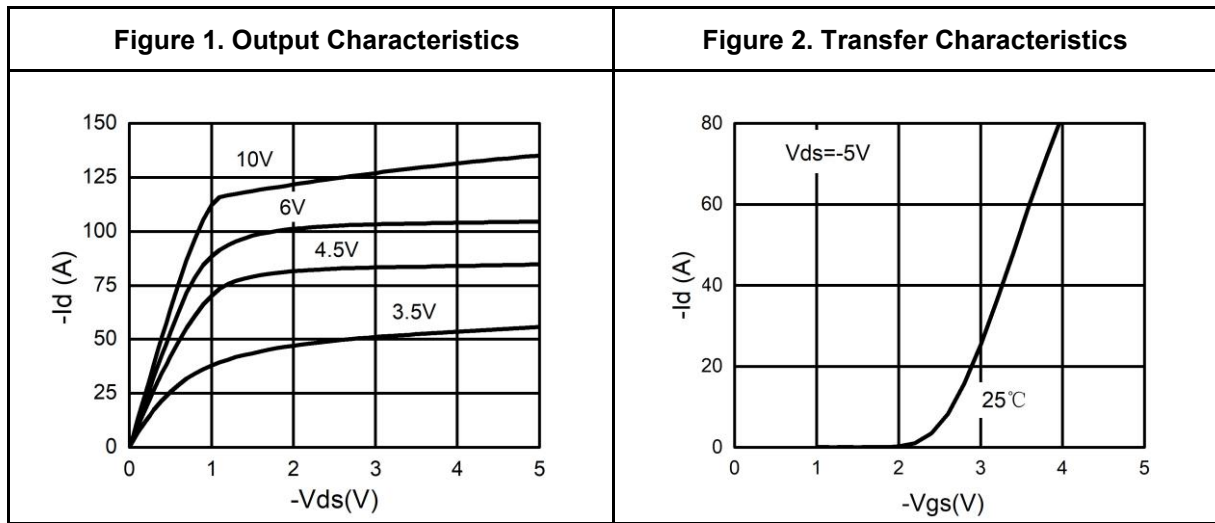 Figure 1. Output Characteristics
150
125
100
75
50
25
0
0 1 2 3 4 5
-Id (A)
-Vds(V)
10V
6V
4.5V
3.5V
Figure 2. Transfer Characteristics
80
60
40
20
0
0 1 2 3 4 5
-Id (A)
-Vgs(V)
Vds=-5V
25℃